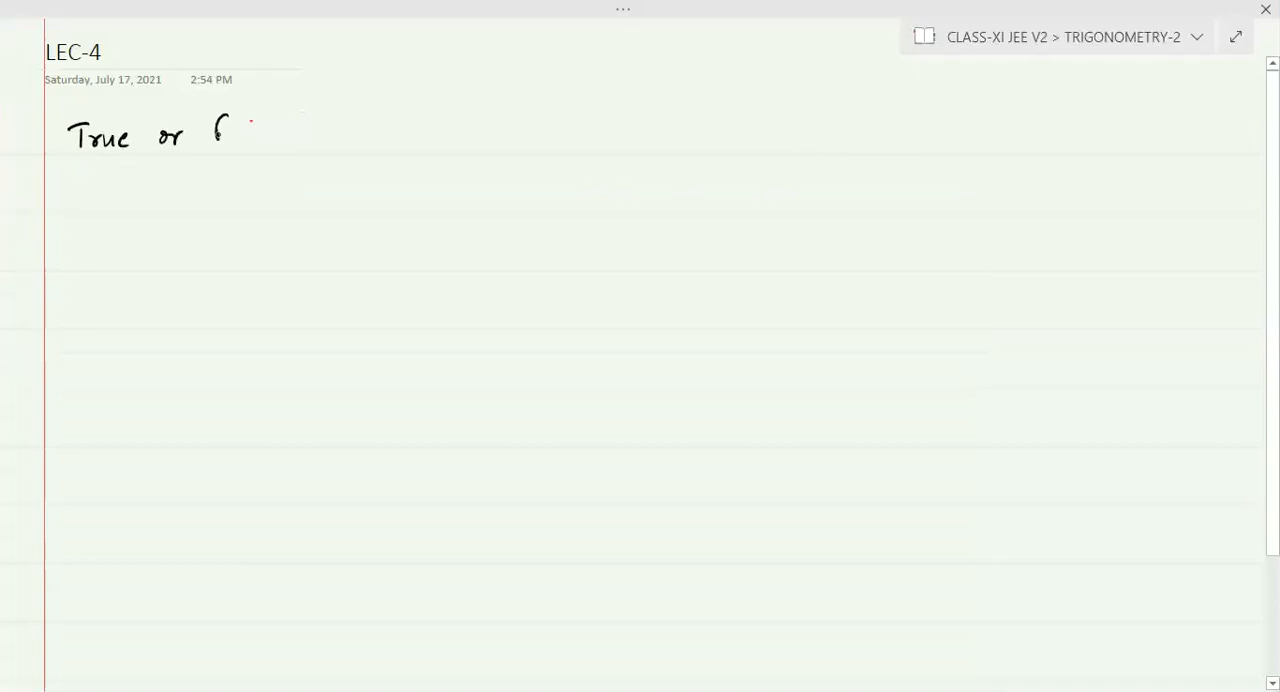 CLASS-XI JEE V2 > TRIGONOMETRY-2
LEC-4
Saturday, July 17, 2021 2:54 PM
True or f